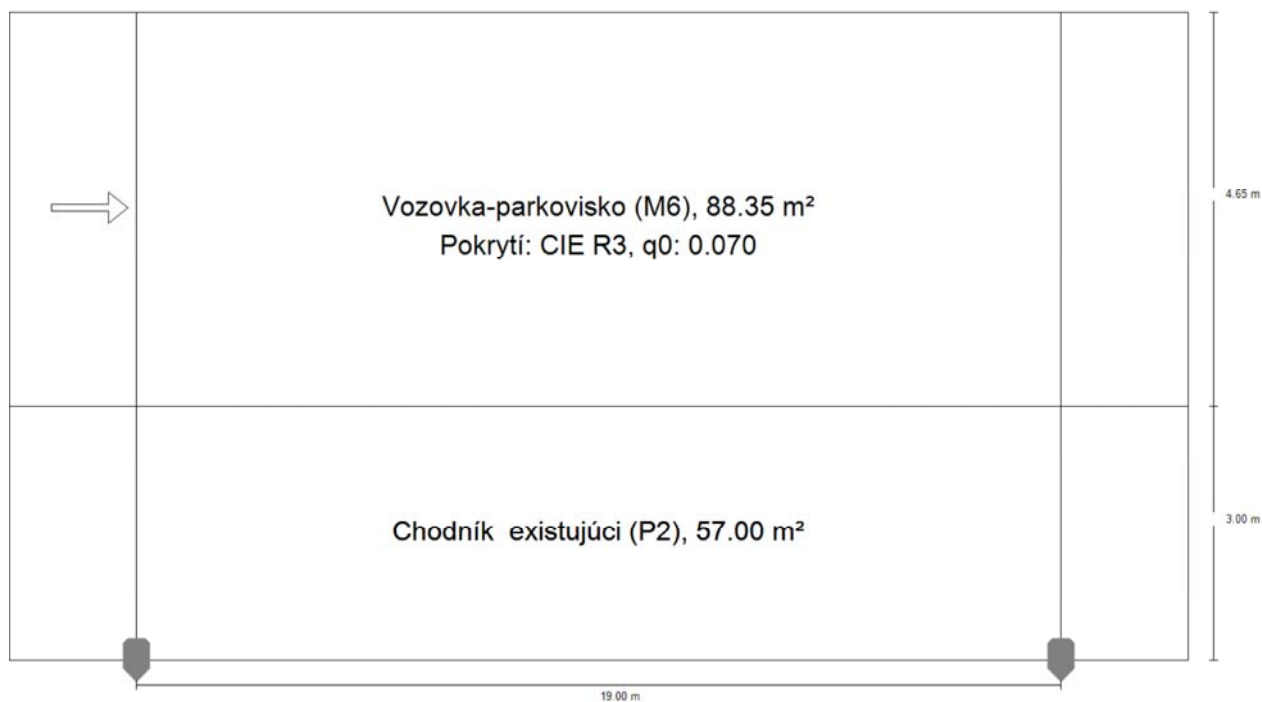 Vozovka-parkovisko (M6), 88.35 m²
Pokrytí: CIE R3, q0: 0.070
4.65 m
Chodník existujúci (P2), 57.00 m²
3.00 m
19.00 m